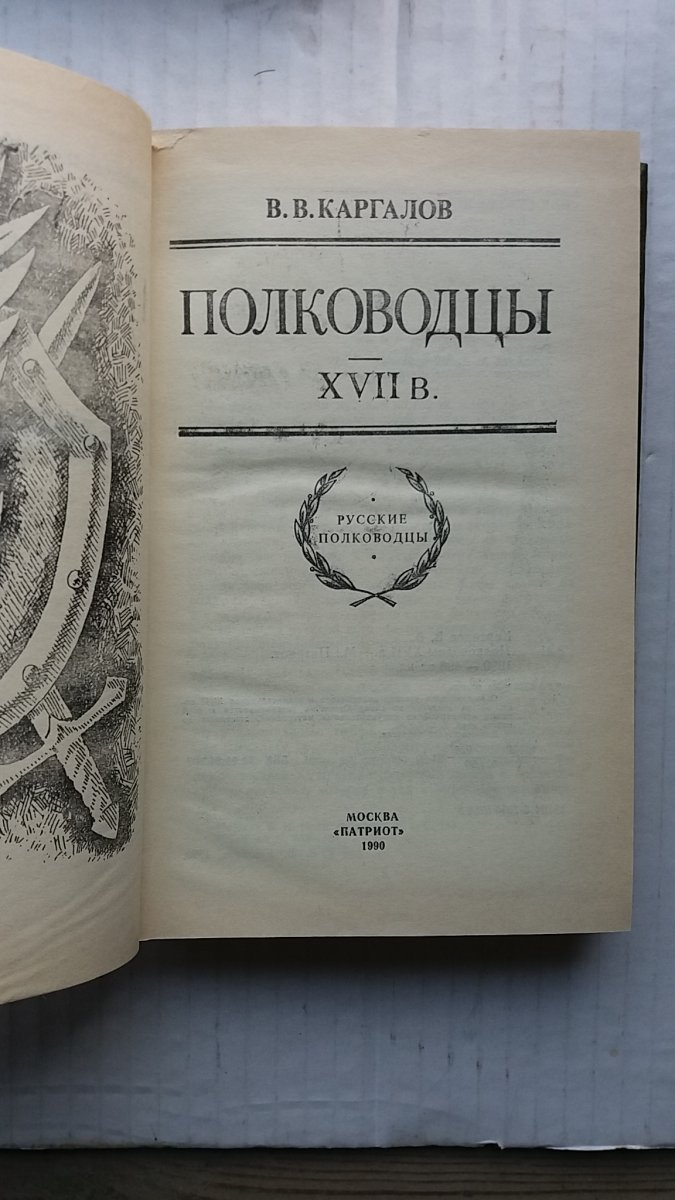 В. В. КАРГАЛОВ
ПОЛКОВОДЦЫ
XVII В.
РУССКИЕ
ПОЛКОВОДЦЫ
МОСКВА
«ПАТРИОТ»
1990